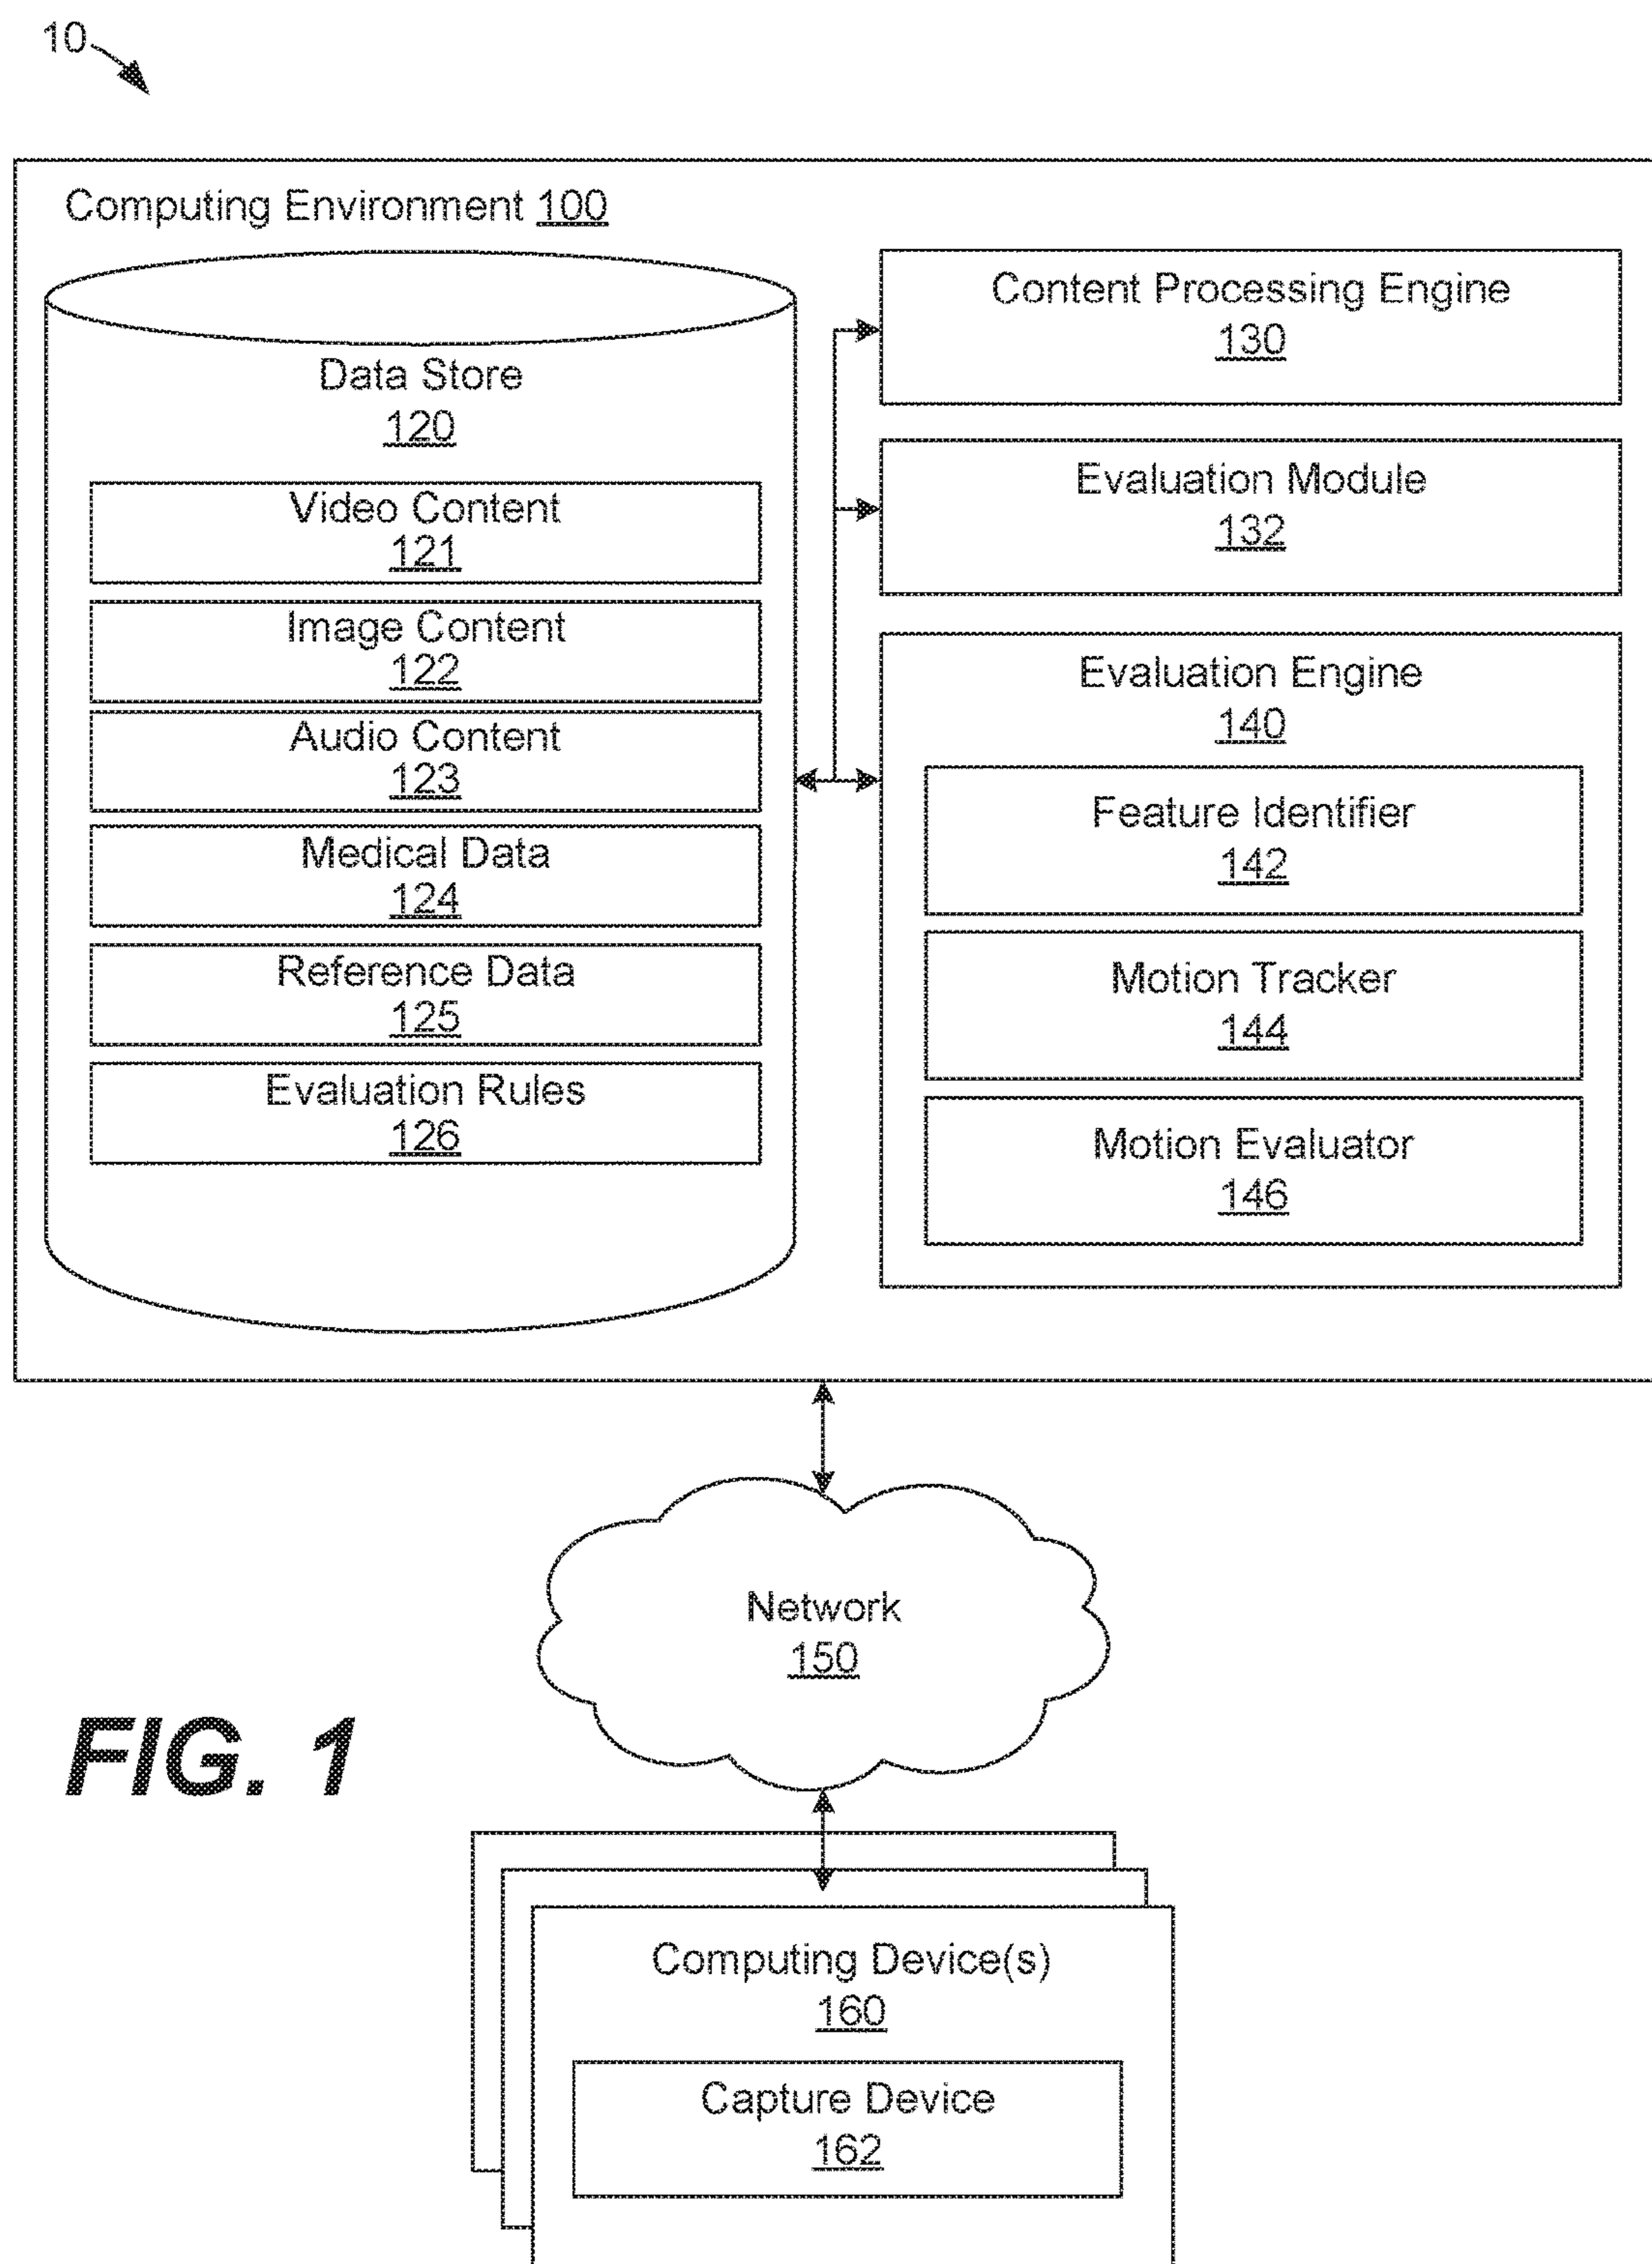 10
Computing Environment 100
Data Store
120
Video Content
121
Image Content
122
Audio Content
123
Medical Data
124
Reference Data
125
Evaluation Rules
126
Content Processing Engine
130
Evaluation Module
132
Evaluation Engine
140
Feature Identifier
142
Motion Tracker
144
Motion Evaluator
146
Network
150
FIG. 1
Computing Device(s)
160
Capture Device
162